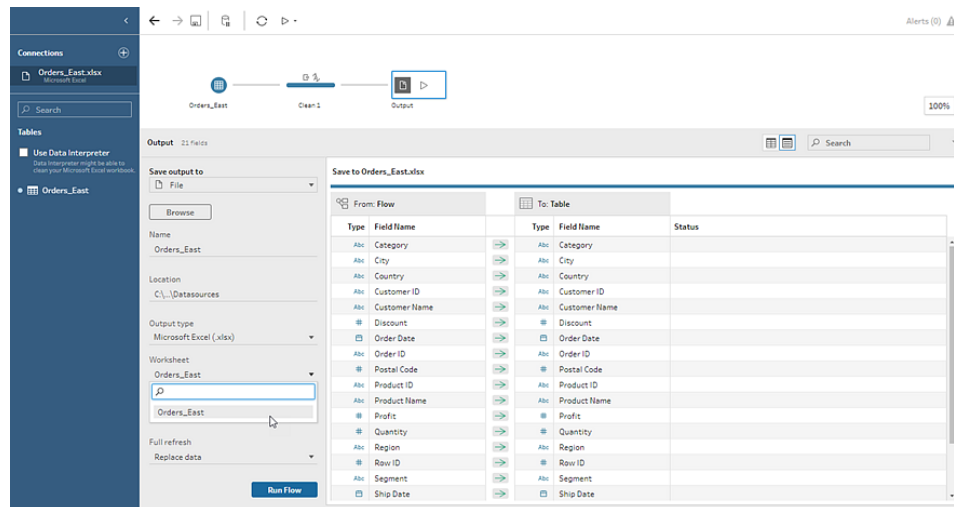 Alerts (0)
Connections
Orders_East.xlsx
Microsoft Excel
Search
Tables
Use Data Interpreter
Data Interpreter might be able to
clean your Microsoft Excel workbook.
Orders_East
Orders_East
Clean 1
Output
100%
Output 21 fields
Search
Save output to
File
Browse
Name
Orders_East
Location
C:\...\Datasources
Output type
Microsoft Excel (.xlsx)
Worksheet
Orders_East
Orders_East
Full refresh
Replace data
Run Flow
Save to Orders_East.xlsx
From: Flow To: Table
Type Field Name Type Field Name Status
Abc Category Abc Category
Abc City Abc City
Abc Country Abc Country
Abc Customer ID Abc Customer ID
Abc Customer Name Abc Customer Name
# Discount # Discount
Order Date Order Date
Abc Order ID Abc Order ID
# Postal Code # Postal Code
Abc Product ID Abc Product ID
Abc Product Name Abc Product Name
# Profit # Profit
# Quantity # Quantity
Abc Region Abc Region
# Row ID # Row ID
Abc Segment Abc Segment
Ship Date Ship Date